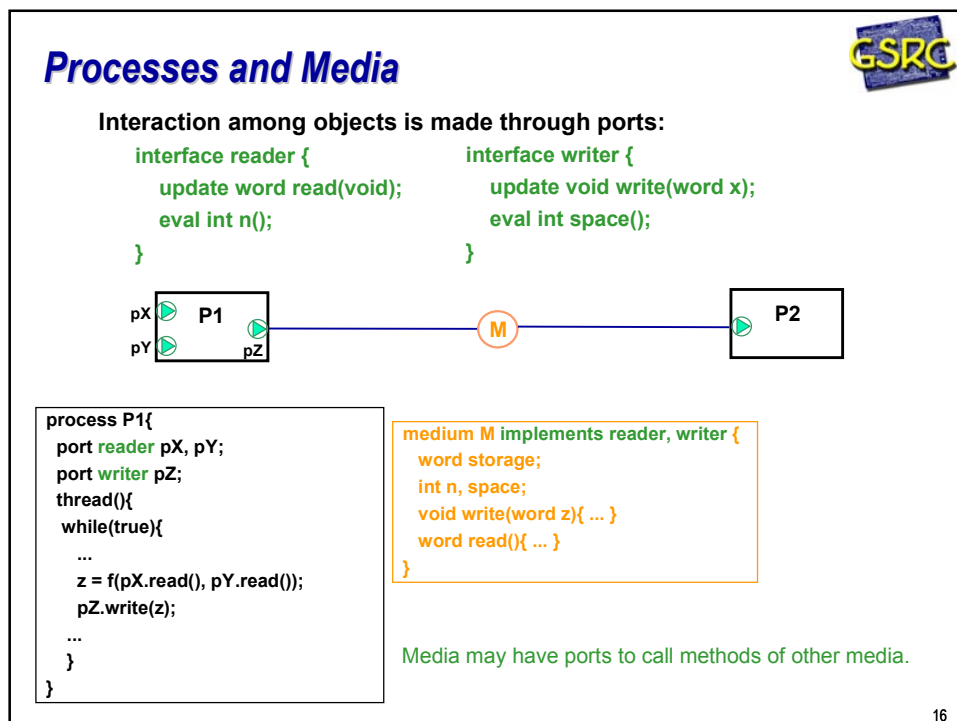 Processes and Media
GSRC
Interaction among objects is made through ports:
interface reader {
update word read(void);
eval int n();
}
interface writer {
update void write(word x);
eval int space();
}
pX
P1
pY
pZ
M
P2
process P1{
port reader pX, pY;
port writer pZ;
thread(){
while(true){
...
z = f(pX.read(), pY.read());
pZ.write(z);
...
}
}
medium M implements reader, writer {
word storage;
int n, space;
void write(word z){ ... }
word read(){ ... }
}
Media may have ports to call methods of other media.
16